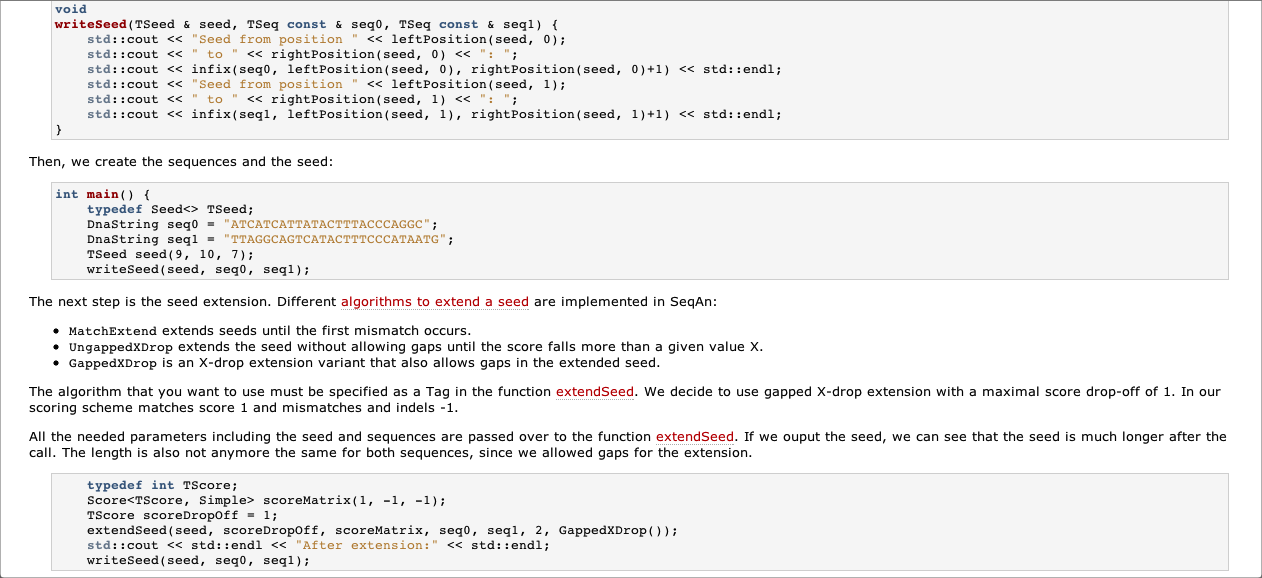 void
writeSeed(TSeed & seed, TSeq const & seq0, TSeq const & seq1) {
    std::cout << "Seed from position " << leftPosition(seed, 0);
    std::cout << " to " << rightPosition(seed, 0) << ": ";
    std::cout << infix(seq0, leftPosition(seed, 0), rightPosition(seed, 0)+1) << std::endl;
    std::cout << "Seed from position " << leftPosition(seed, 1);
    std::cout << " to " << rightPosition(seed, 1) << ": ";
    std::cout << infix(seq1, leftPosition(seed, 1), rightPosition(seed, 1)+1) << std::endl;
}
Then, we create the sequences and the seed:
int main() {
    typedef Seed<> TSeed;
    DnaString seq0 = "ATCATCATTATACTTTACCCAGGC";
    DnaString seq1 = "TTAGGCAGTCATACTTTCCCATAATG";
    TSeed seed(9, 10, 7);
    writeSeed(seed, seq0, seq1);
The next step is the seed extension. Different algorithms to extend a seed are implemented in SeqAn:
• MatchExtend extends seeds until the first mismatch occurs.
• UngappedXDrop extends the seed without allowing gaps until the score falls more than a given value X.
• GappedXDrop is an X-drop extension variant that also allows gaps in the extended seed.
The algorithm that you want to use must be specified as a Tag in the function extendSeed. We decide to use gapped X-drop extension with a maximal score drop-off of 1. In our
scoring scheme matches score 1 and mismatches and indels -1.
All the needed parameters including the seed and sequences are passed over to the function extendSeed. If we ouput the seed, we can see that the seed is much longer after the
call. The length is also not anymore the same for both sequences, since we allowed gaps for the extension.
    typedef int TScore;
    Score<TScore, Simple> scoreMatrix(1, -1, -1);
    TScore scoreDropOff = 1;
    extendSeed(seed, scoreDropOff, scoreMatrix, seq0, seq1, 2, GappedXDrop());
    std::cout << std::endl << "After extension:" << std::endl;
    writeSeed(seed, seq0, seq1);